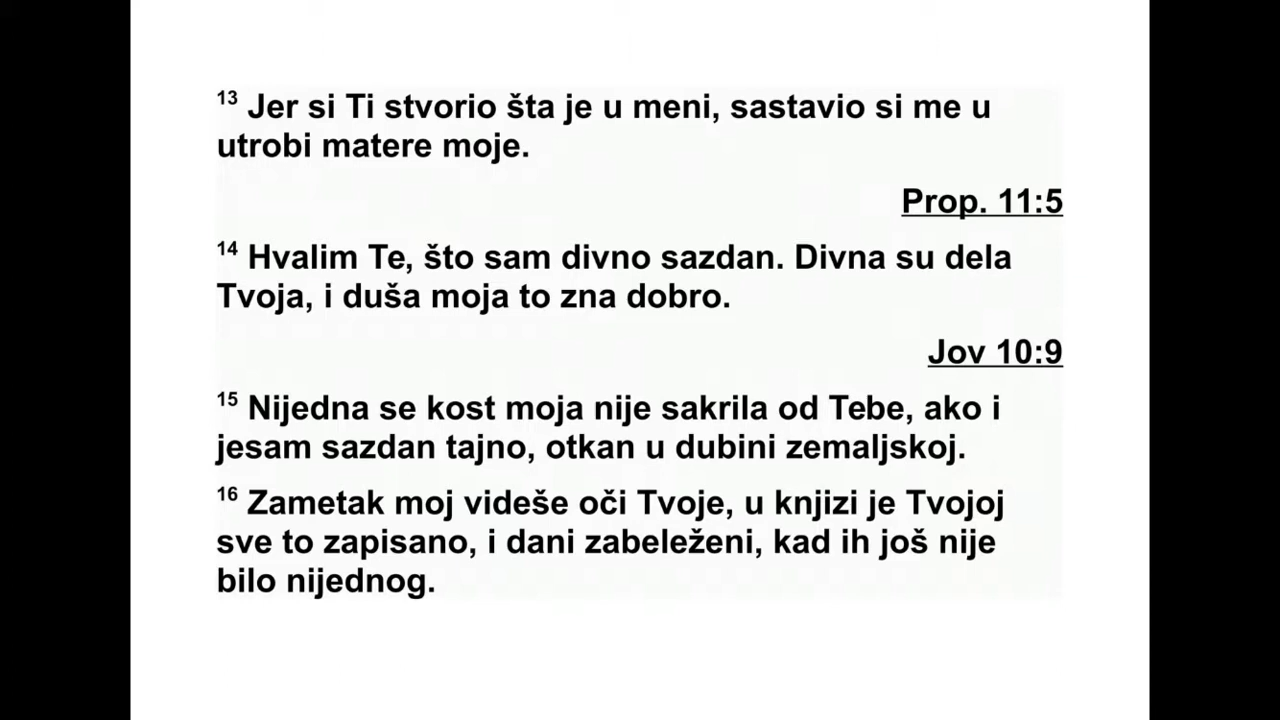 13 Jer si Ti stvorio šta je u meni, sastavio si me u
utrobi matere moje.
Prop. 11:5
14 Hvalim Te, što sam divno sazdan. Divna su dela
Tvoja, i duša moja to zna dobro.
Jov 10:9
15 Nijedna se kost moja nije sakrila od Tebe, ako i
jesam sazdan tajno, otkan u dubini zemaljskoj.
16 Zametak moj videše oči Tvoje, u knjizi je Tvojoj
sve to zapisano, i dani zabeleženi, kad ih još nije
bilo nijednog.